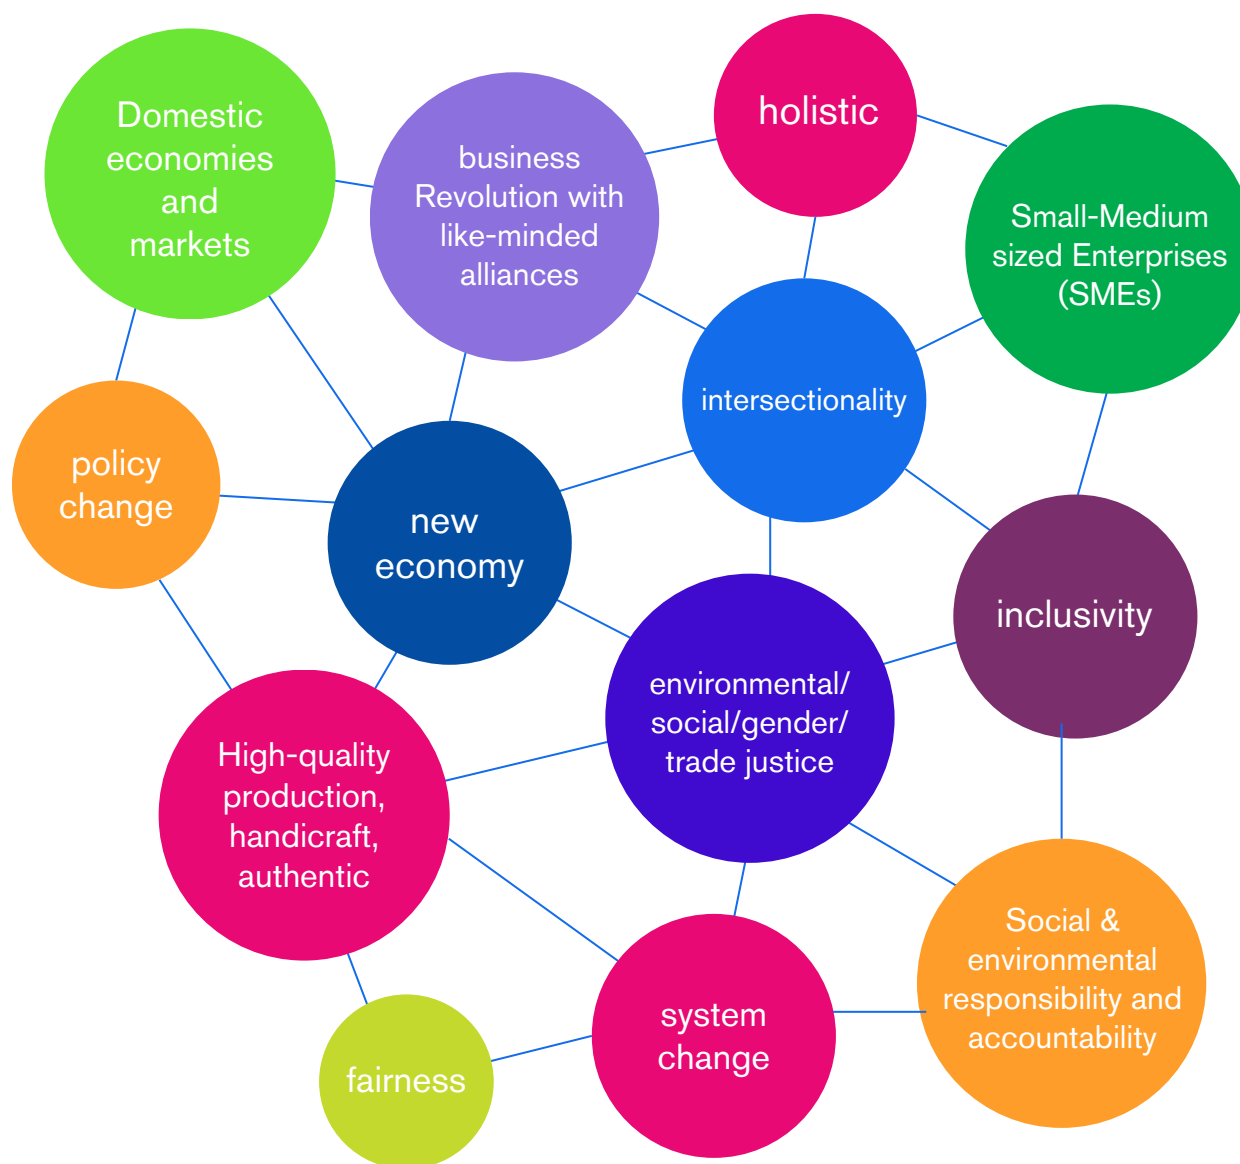 Domestic
economies
and
markets
business
Revolution with
like-minded
alliances
holistic
Small-Medium
sized Enterprises
(SMEs)
intersectionality
policy
change
new
economy
inclusivity
environmental/
social/gender/
trade justice
High-quality
production,
handicraft,
authentic
Social &
environmental
responsibility and
accountability
system
change
fairness